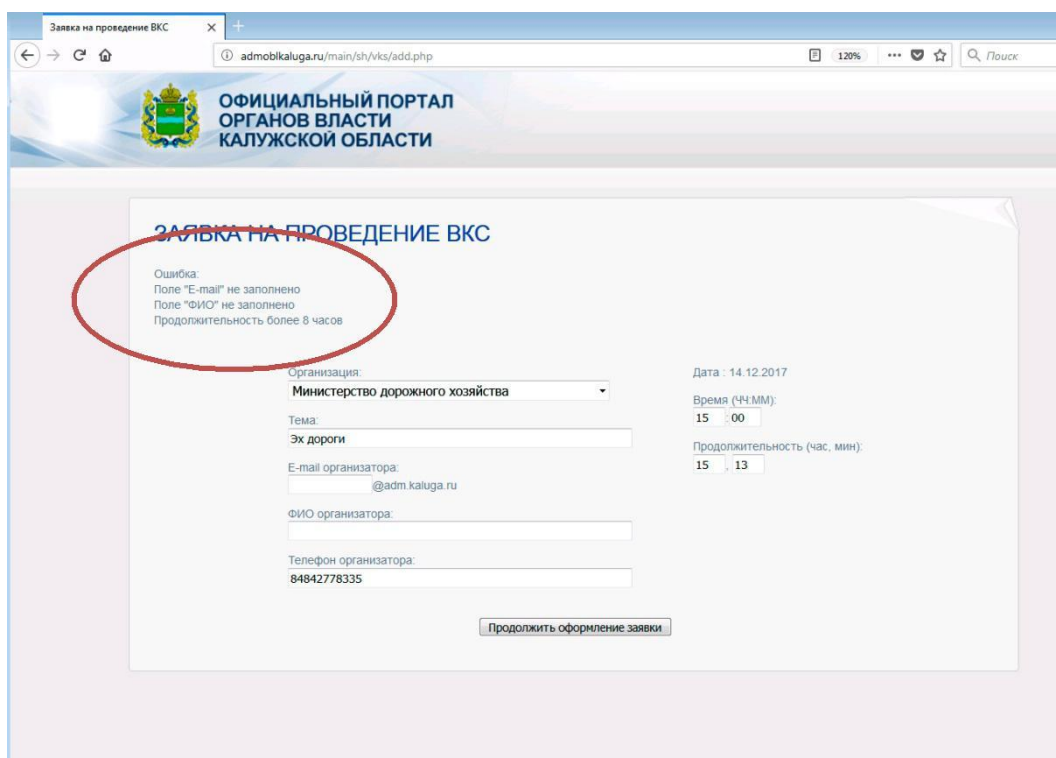 Заявка на проведение ВКС
admoblkaluga.ru/main/sh/vks/add.php
120%
Поиск
ОФИЦИАЛЬНЫЙ ПОРТАЛ
ОРГАНОВ ВЛАСТИ
КАЛУЖСКОЙ ОБЛАСТИ
ЗАЯВКА НА ПРОВЕДЕНИЕ ВКС
Ошибка:
Поле "E-mail" не заполнено
Поле "ФИО" не заполнено
Продолжительность более 8 часов
Организация:
Министерство дорожного хозяйства
Тема:
Эх дороги
E-mail организатора:
@adm.kaluga.ru
ФИО организатора:
Телефон организатора:
84842778335
Дата : 14.12.2017
Время (ЧЧ:ММ):
15 : 00
Продолжительность (час, мин):
15 , 13
Продолжить оформление заявки